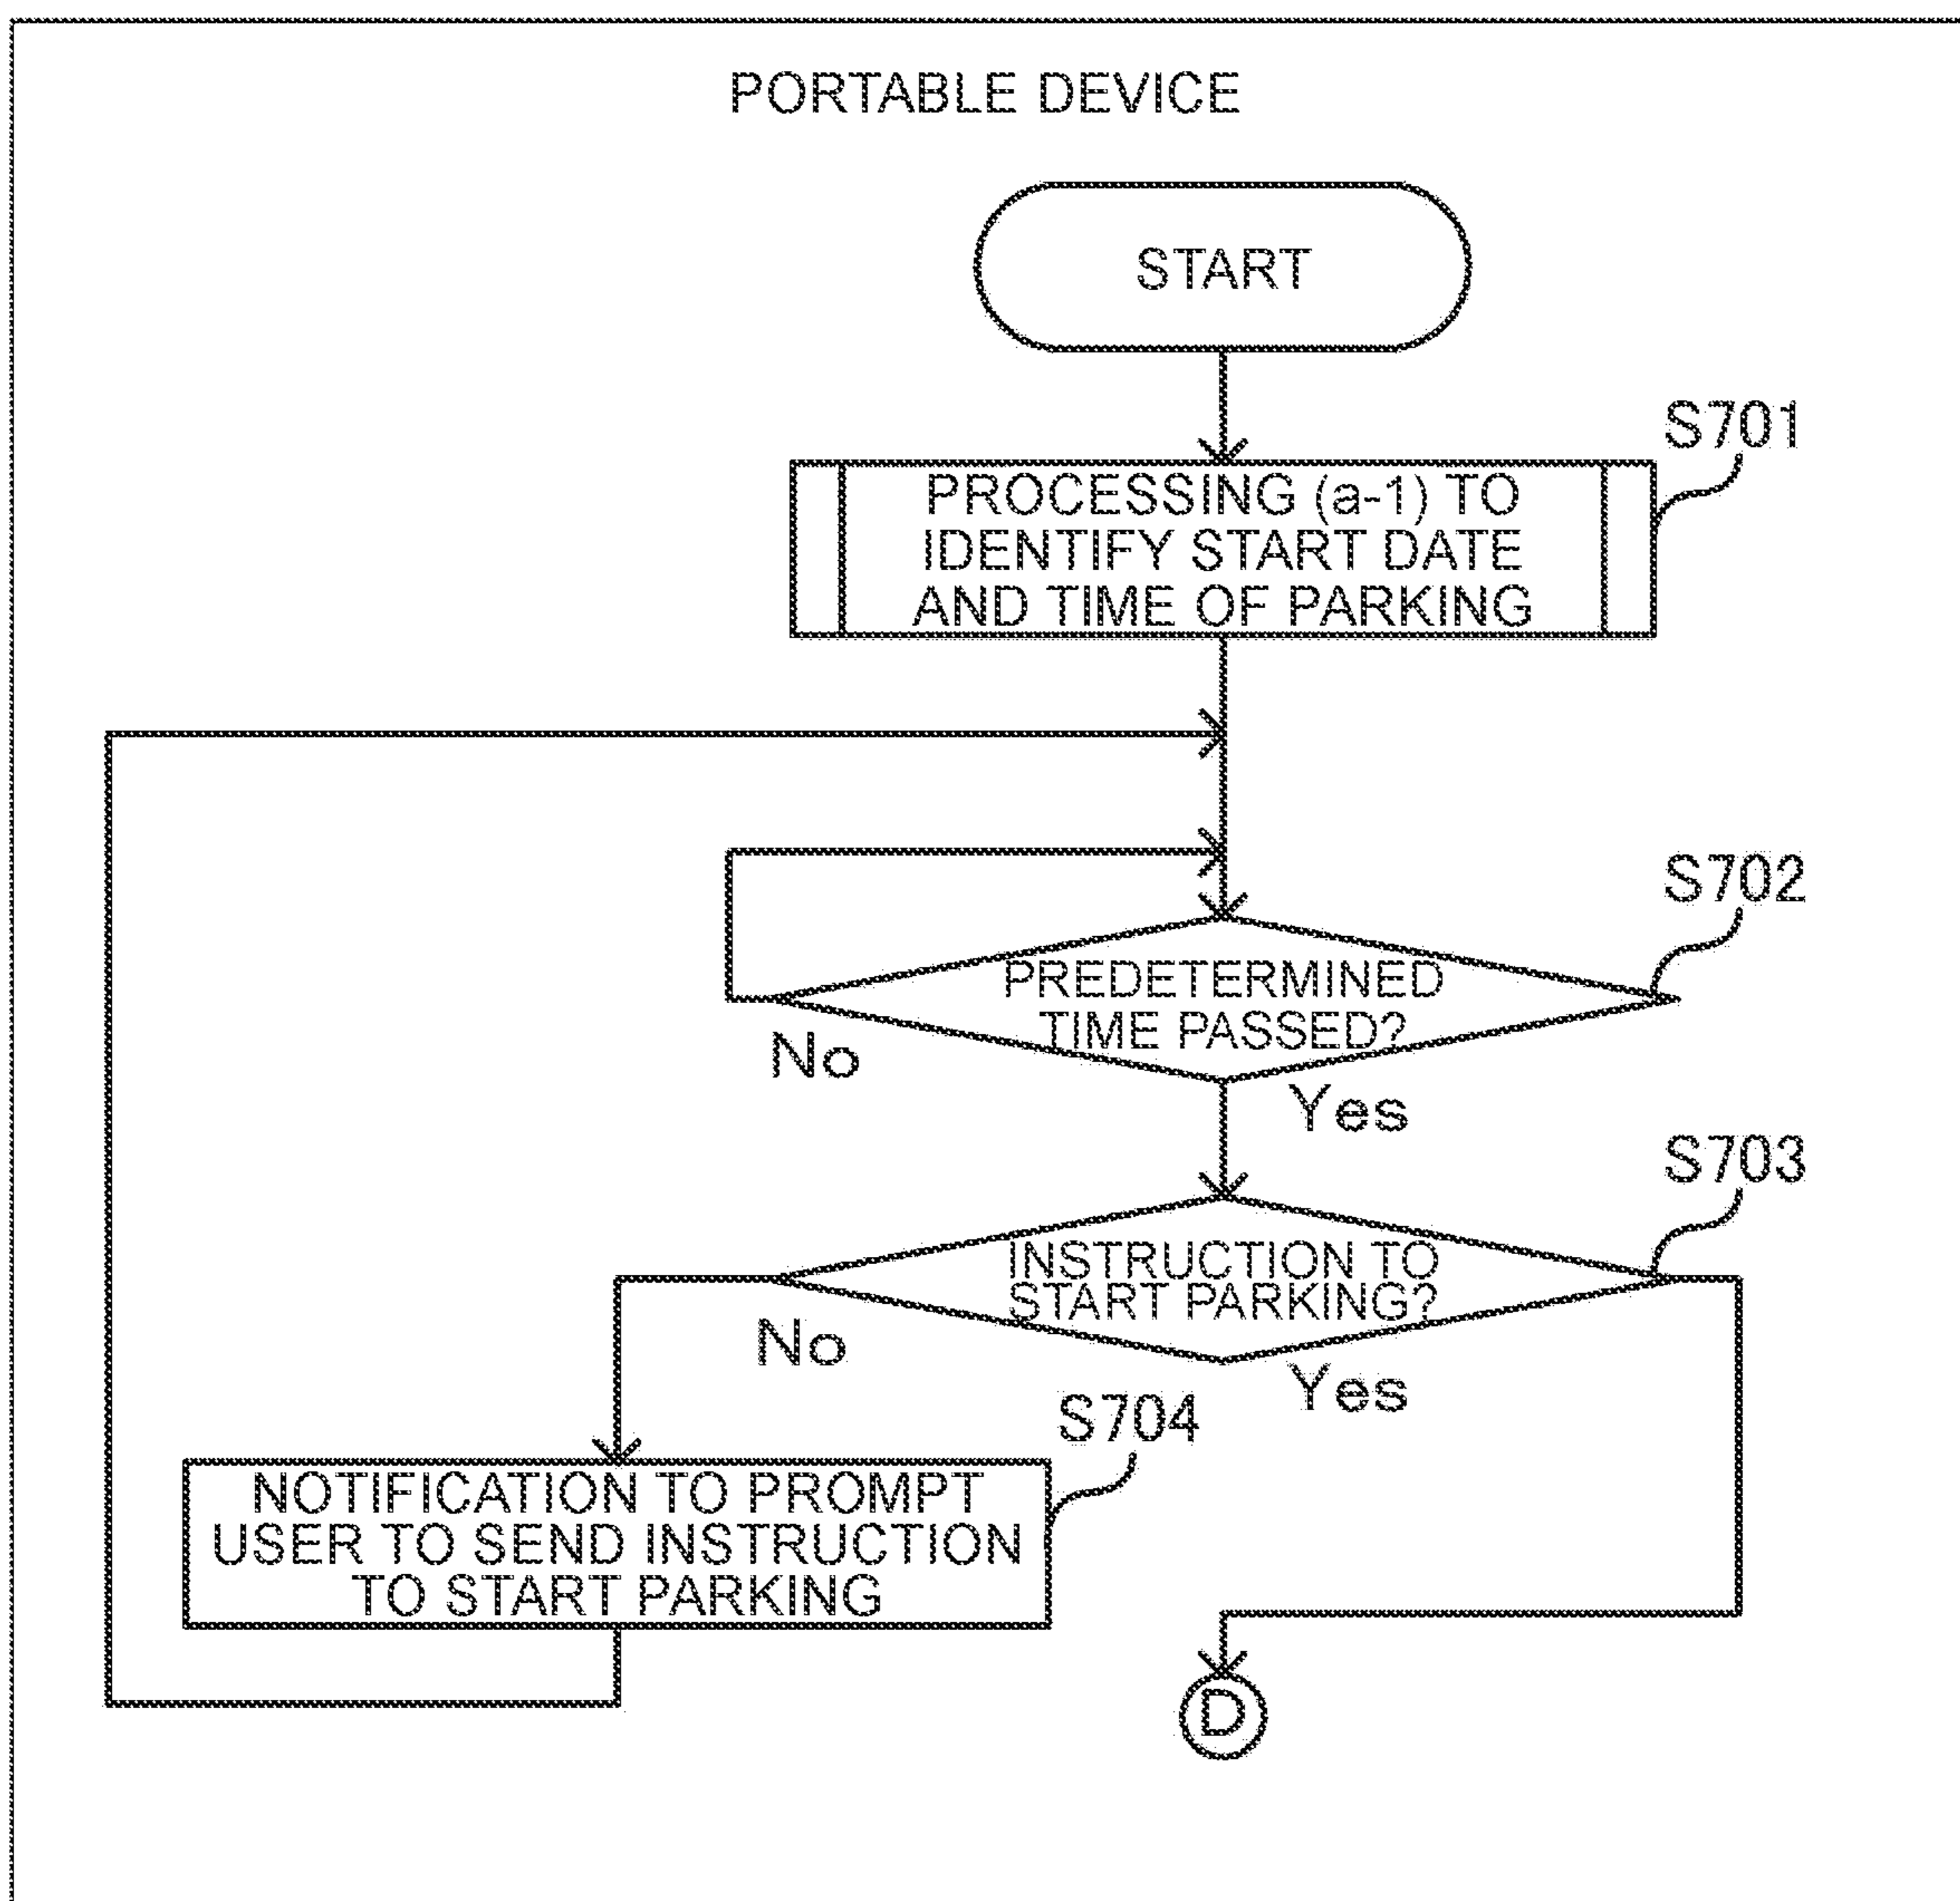 PORTABLE DEVICE
START
S701
PROCESSING (a-1) TO
IDENTIFY START DATE
AND TIME OF PARKING
S702
PREDETERMINED
TIME PASSED?
No
Yes
S703
INSTRUCTION TO
START PARKING?
No
Yes
S704
NOTIFICATION TO PROMPT
USER TO SEND INSTRUCTION
TO START PARKING
D